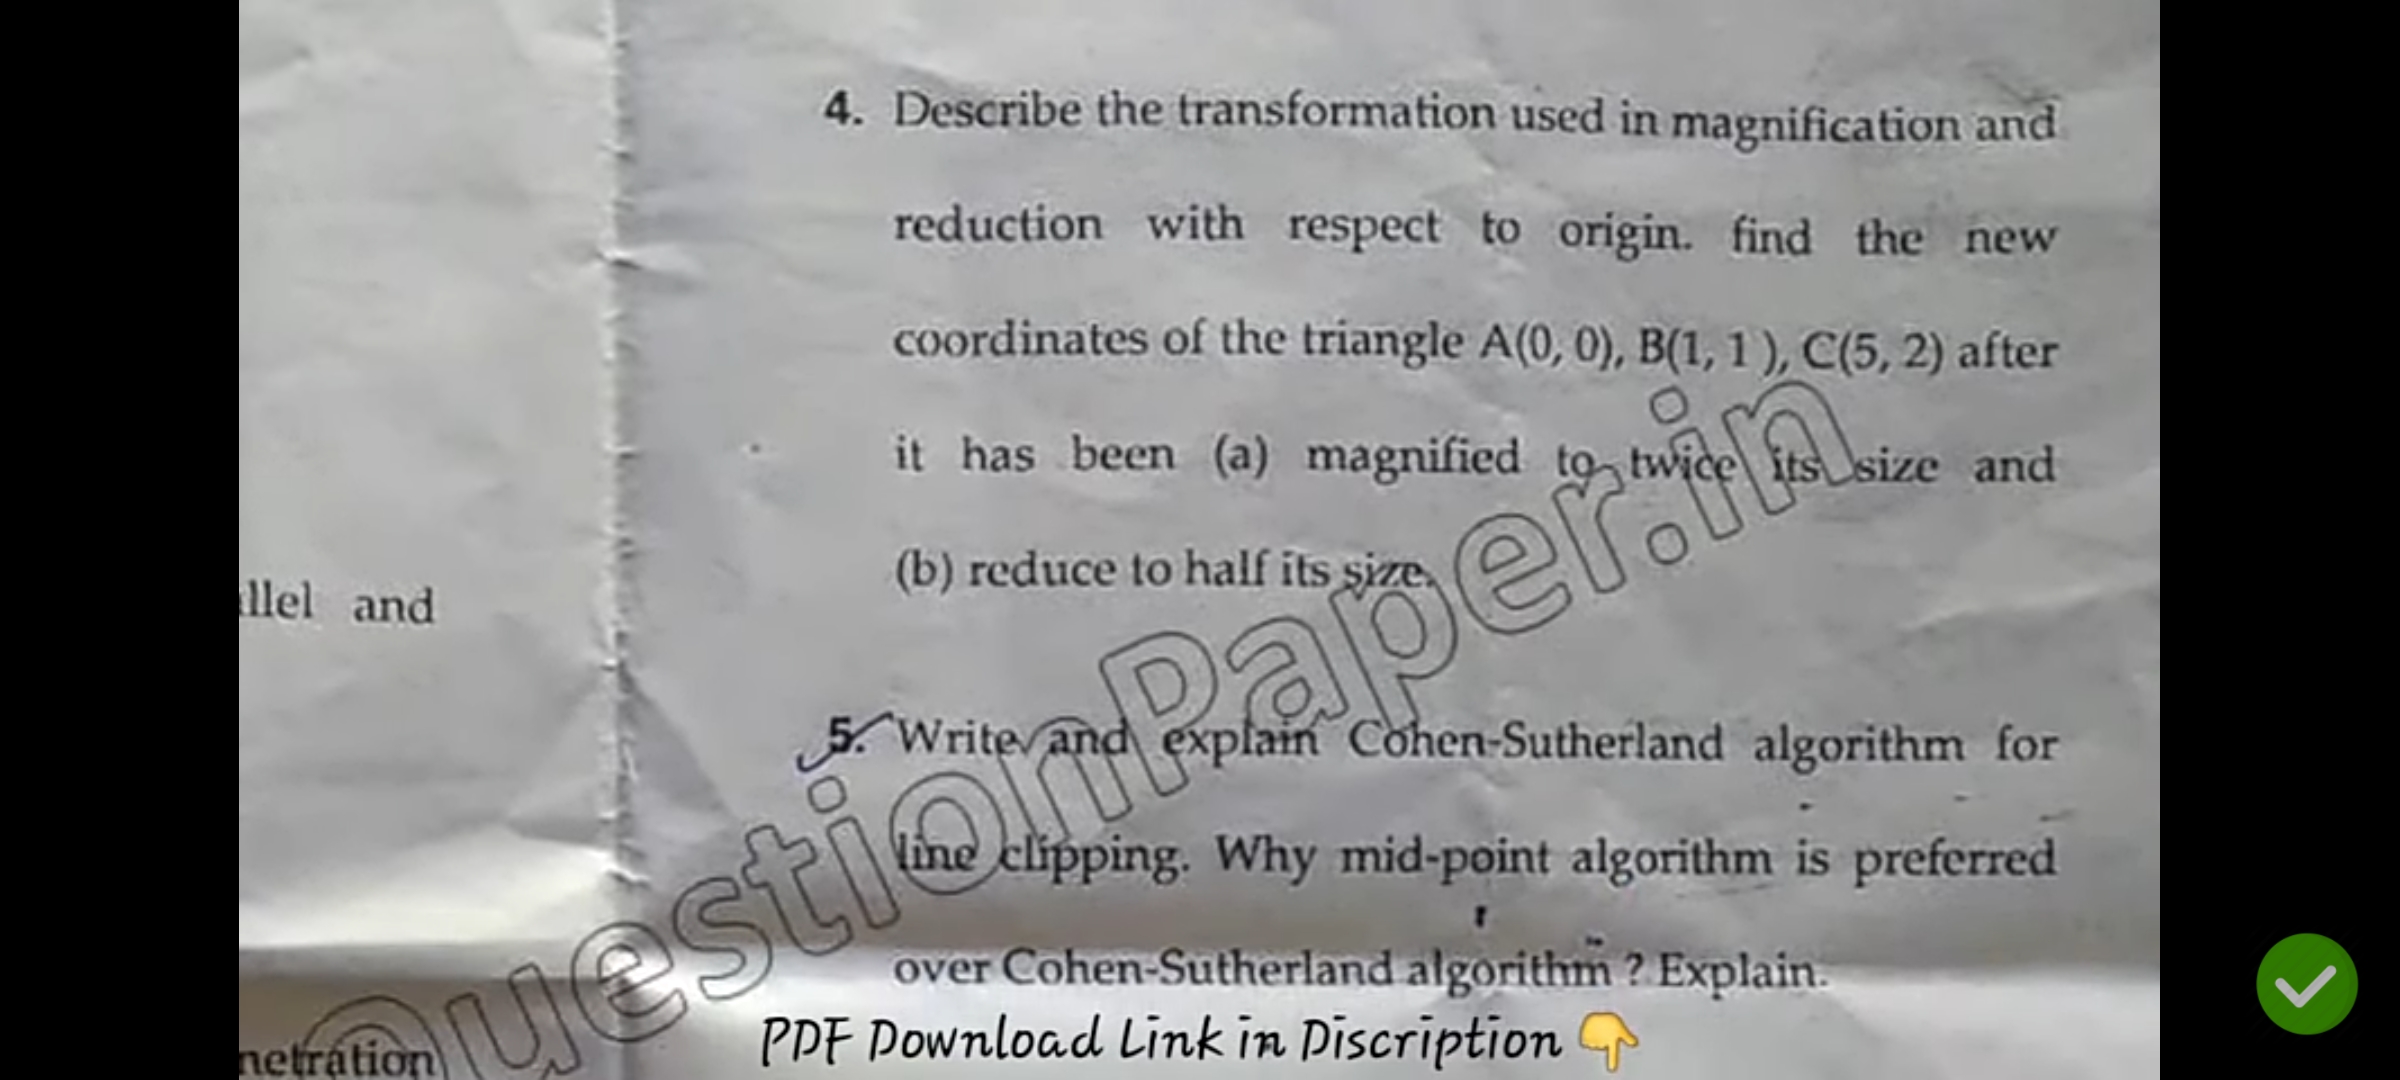 4. Describe the transformation used in magnification and
reduction with respect to origin. find the new
coordinates of the triangle A(0, 0), B(1, 1 ), C(5, 2) after
it has been (a) magnified to twice its size and
(b) reduce to half its size.
llel and
5. Write and explain Cohen-Sutherland algorithm for
line clipping. Why mid-point algorithm is preferred
over Cohen-Sutherland algorithm ? Explain.
netration
QuestionPaper.in
PDF Download Link in Discription 👇